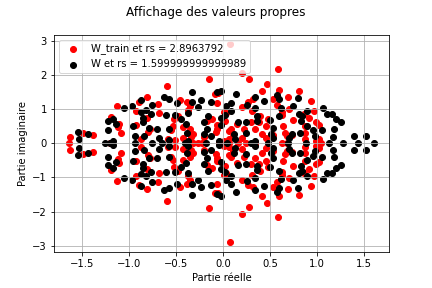 Affichage des valeurs propres
W_train et rs = 2.8963792
W et rs = 1.599999999999989
Partie imaginaire
3
2
1
0
−1
−2
−3
−1.5 −1.0 −0.5 0.0 0.5 1.0 1.5
Partie réelle